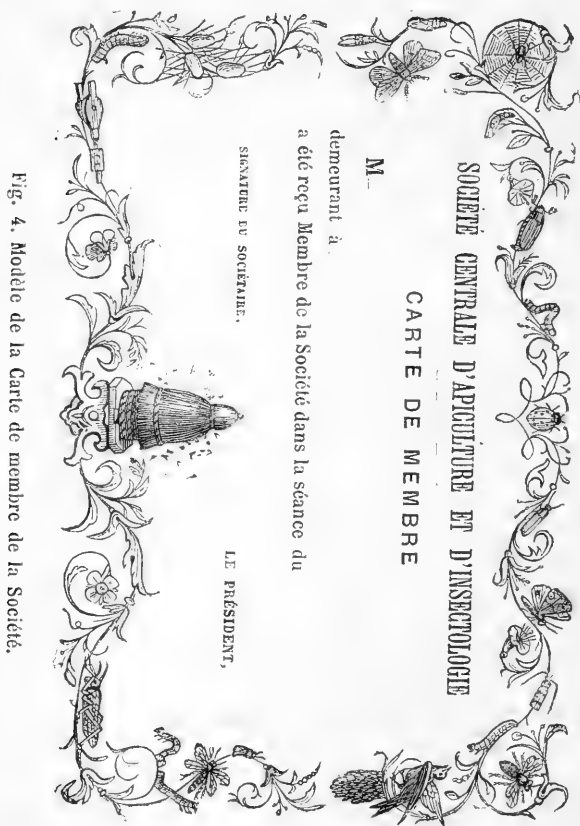 SOCIÉTÉ CENTRALE D'APICULTURE ET D'INSECTOLOGIE
CARTE DE MEMBRE
M
demeurant à
a été reçu Membre de la Société dans la séance du
SIGNATURE DU SOCIÉTAIRE,
LE PRÉSIDENT,
Fig. 4. Modèle de la Carte de membre de la Société.